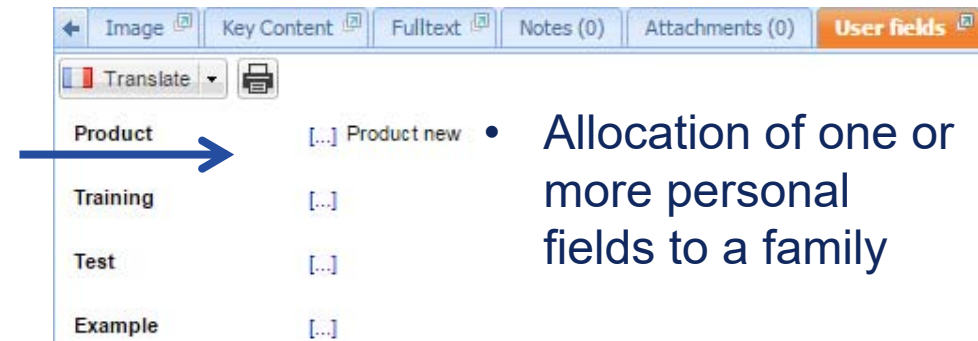 Image Key Content Fulltext Notes (0) Attachments (0) User fields
Translate
Product [...] Product new
• Allocation of one or
more personal
fields to a family
Training [...]
Test [...]
Example [...]